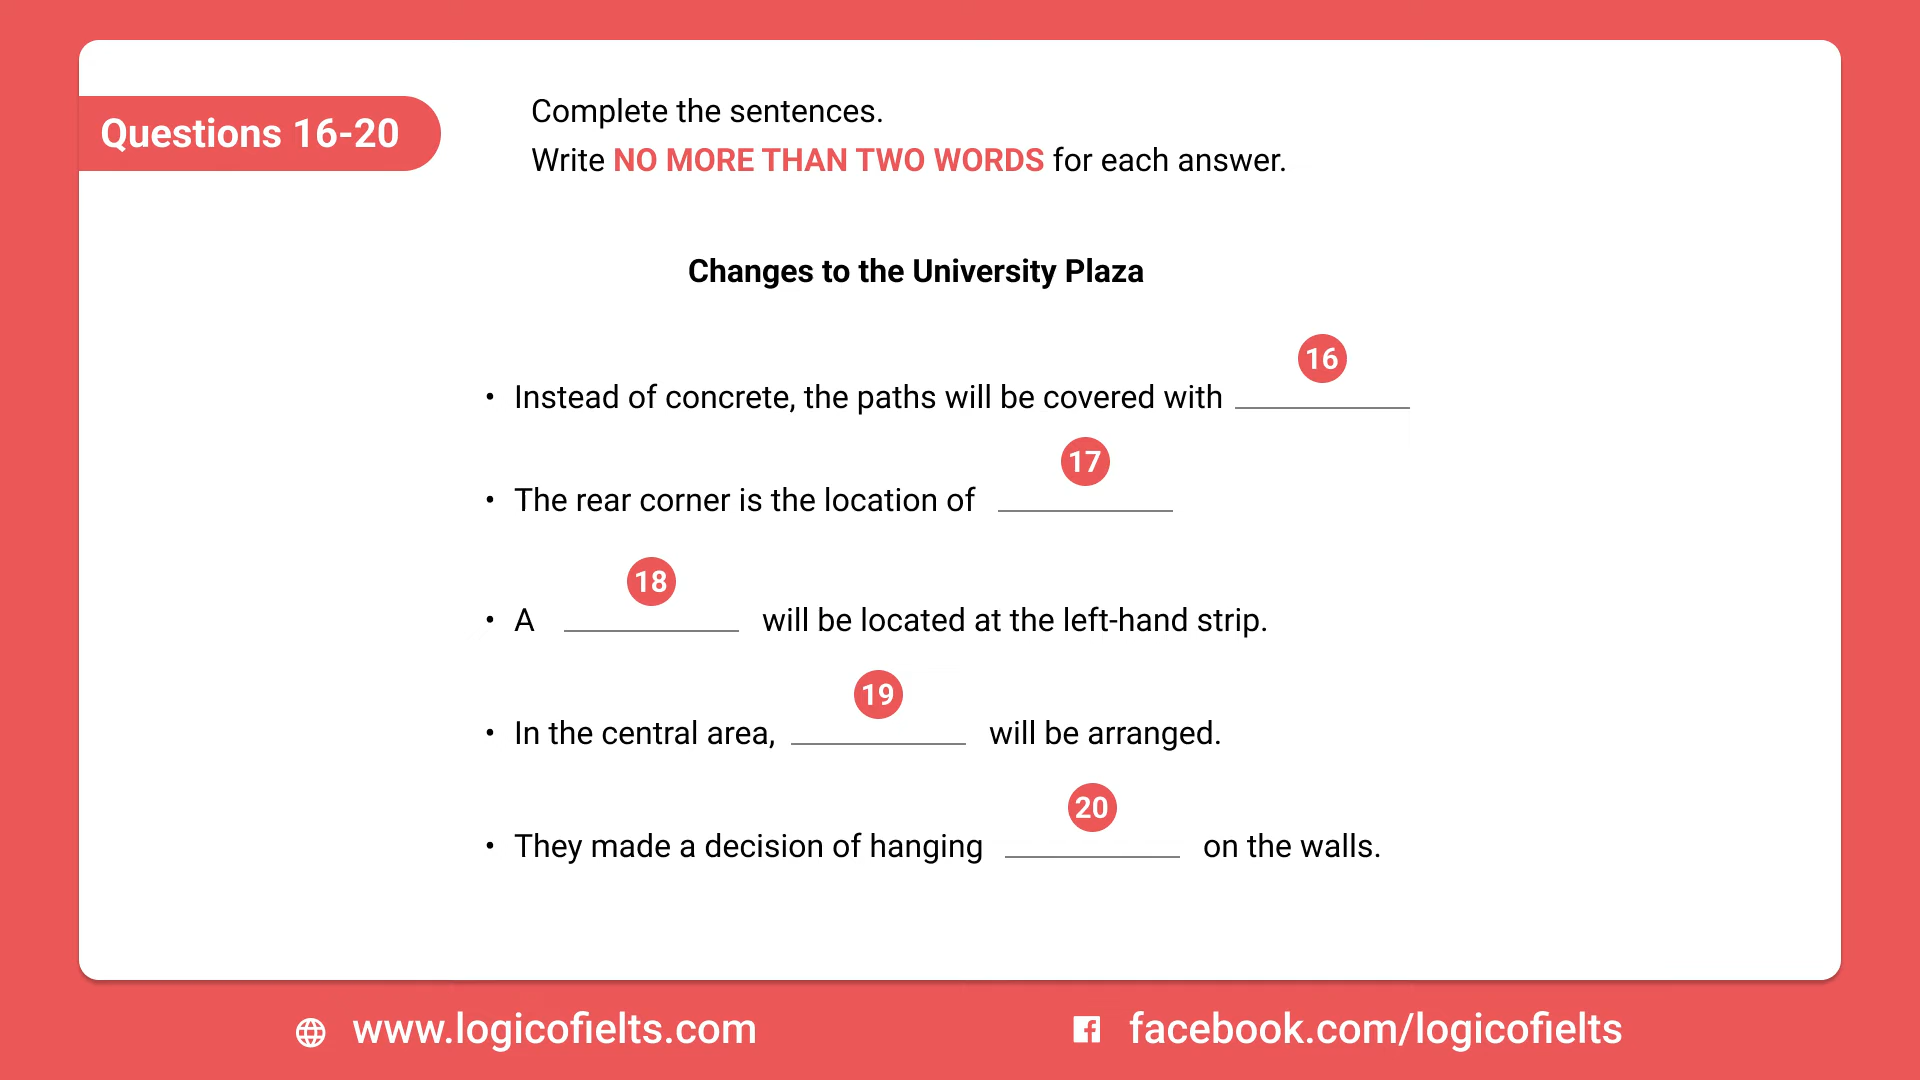 Questions 16-20
Complete the sentences.
Write NO MORE THAN TWO WORDS for each answer.
Changes to the University Plaza
16
• Instead of concrete, the paths will be covered with
17
• The rear corner is the location of
18
• A will be located at the left-hand strip.
19
• In the central area, will be arranged.
20
• They made a decision of hanging on the walls.
www.logicofielts.com
facebook.com/logicofielts